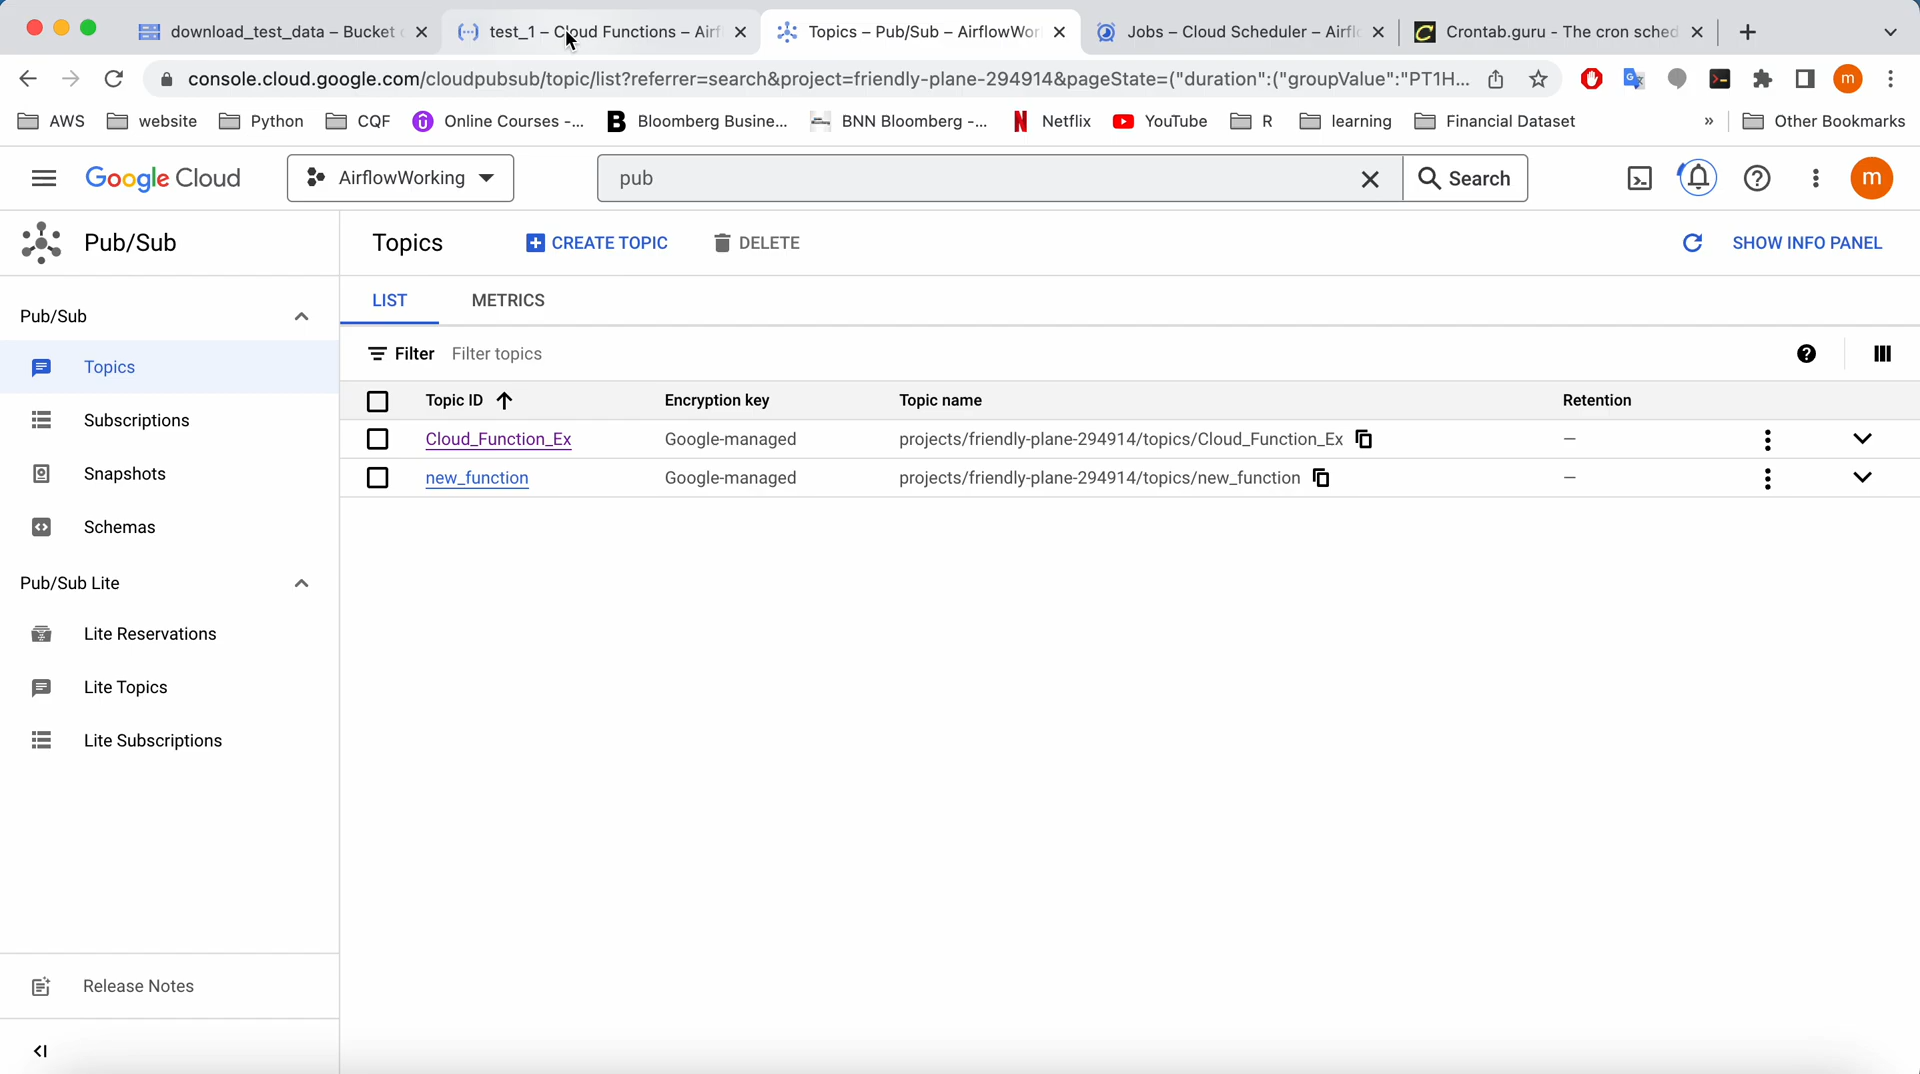 download_test_data – Bucket
test_1 – Cloud Functions – Airf
Topics – Pub/Sub – AirflowWor
Jobs – Cloud Scheduler – Airfl
Crontab.guru - The cron sched
console.cloud.google.com/cloudpubsub/topic/list?referrer=search&project=friendly-plane-294914&pageState=("duration":("groupValue":"PT1H...
m
AWS
website
Python
CQF
Online Courses -...
Bloomberg Busine...
BNN Bloomberg -...
Netflix
YouTube
R
learning
Financial Dataset
»
Other Bookmarks
Google Cloud
AirflowWorking
pub
Search
m
Pub/Sub
Topics
CREATE TOPIC
DELETE
SHOW INFO PANEL
Pub/Sub
LIST
METRICS
Topics
Subscriptions
Snapshots
Schemas
Pub/Sub Lite
Lite Reservations
Lite Topics
Lite Subscriptions
Release Notes
Filter Filter topics
Topic ID Encryption key Topic name Retention
Cloud_Function_Ex Google-managed projects/friendly-plane-294914/topics/Cloud_Function_Ex –
new_function Google-managed projects/friendly-plane-294914/topics/new_function –